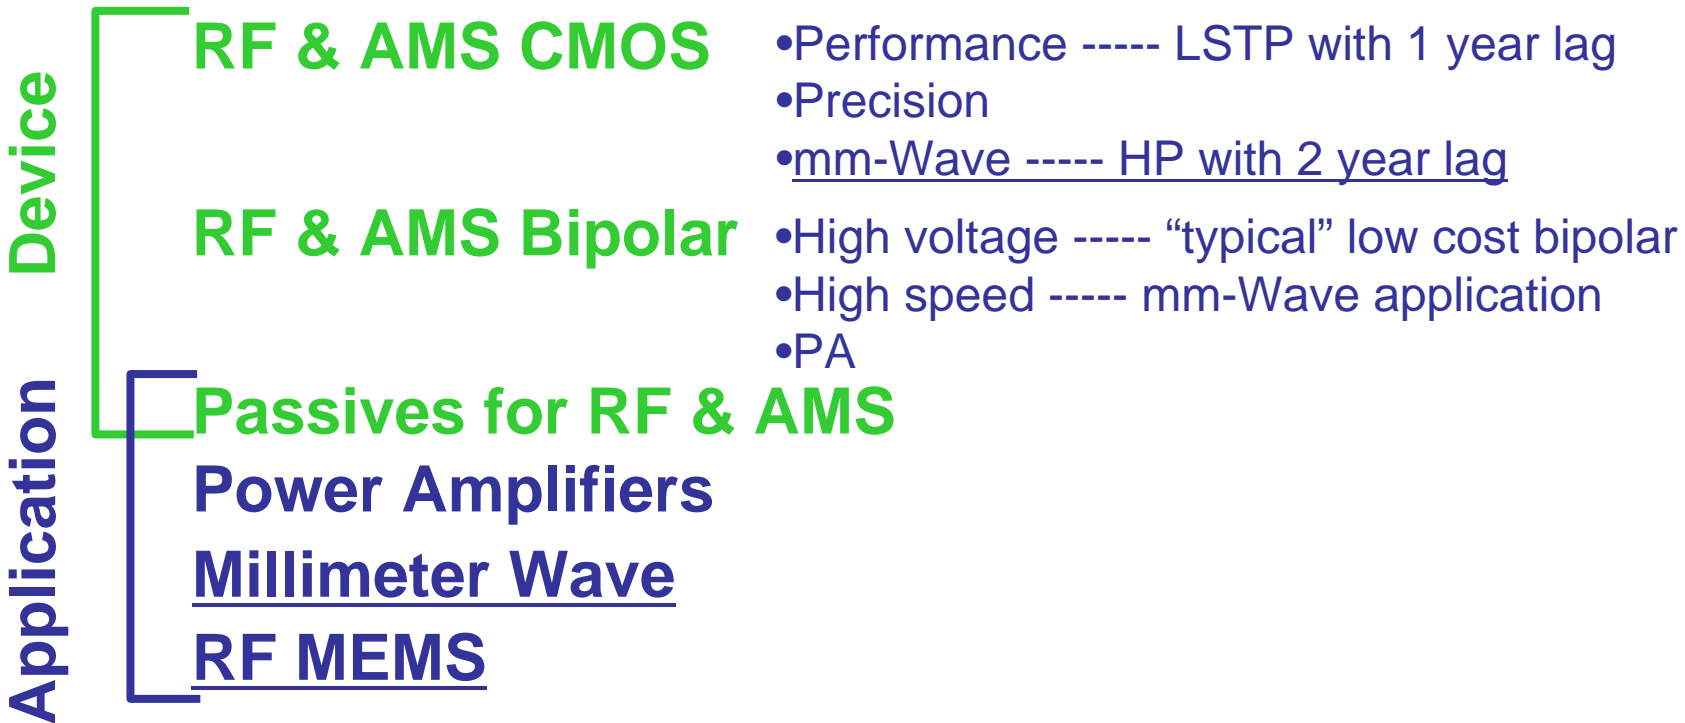 Device
RF & AMS CMOS
•Performance ----- LSTP with 1 year lag
•Precision
•mm-Wave ----- HP with 2 year lag
RF & AMS Bipolar
•High voltage ----- “typical” low cost bipolar
•High speed ----- mm-Wave application
•PA
Application
Passives for RF & AMS
Power Amplifiers
Millimeter Wave
RF MEMS